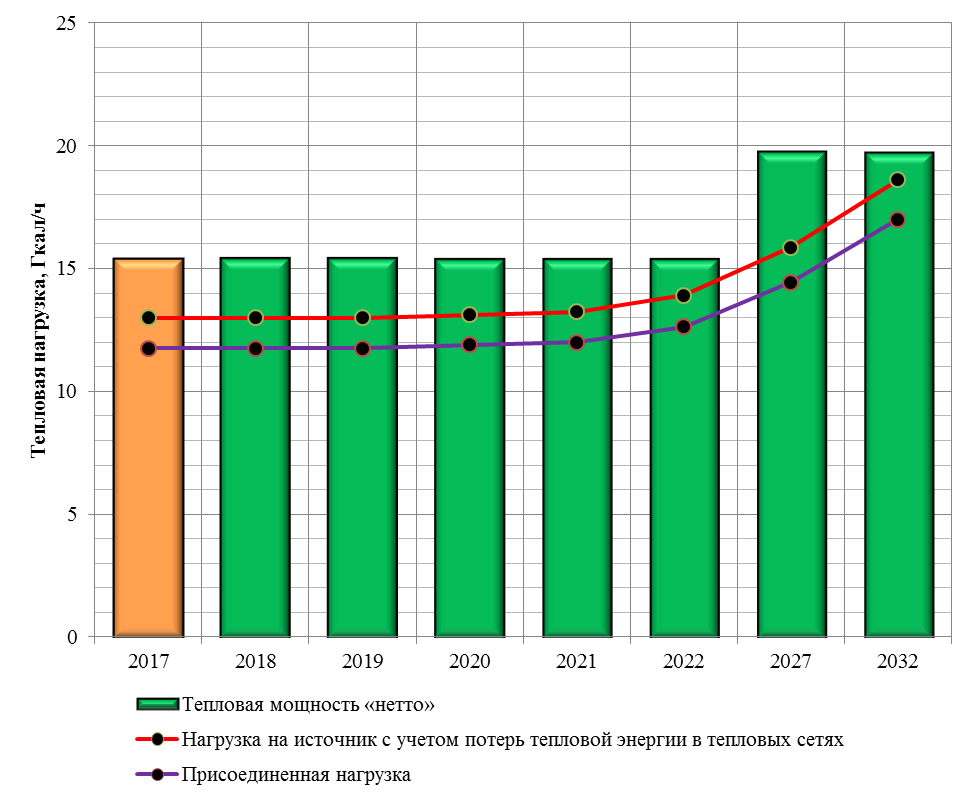 25
20
15
10
5
0
Тепловая нагрузка, Гкал/ч
2017 2018 2019 2020 2021 2022 2027 2032
Тепловая мощность «нетто»
Нагрузка на источник с учетом потерь тепловой энергии в тепловых сетях
Присоединенная нагрузка